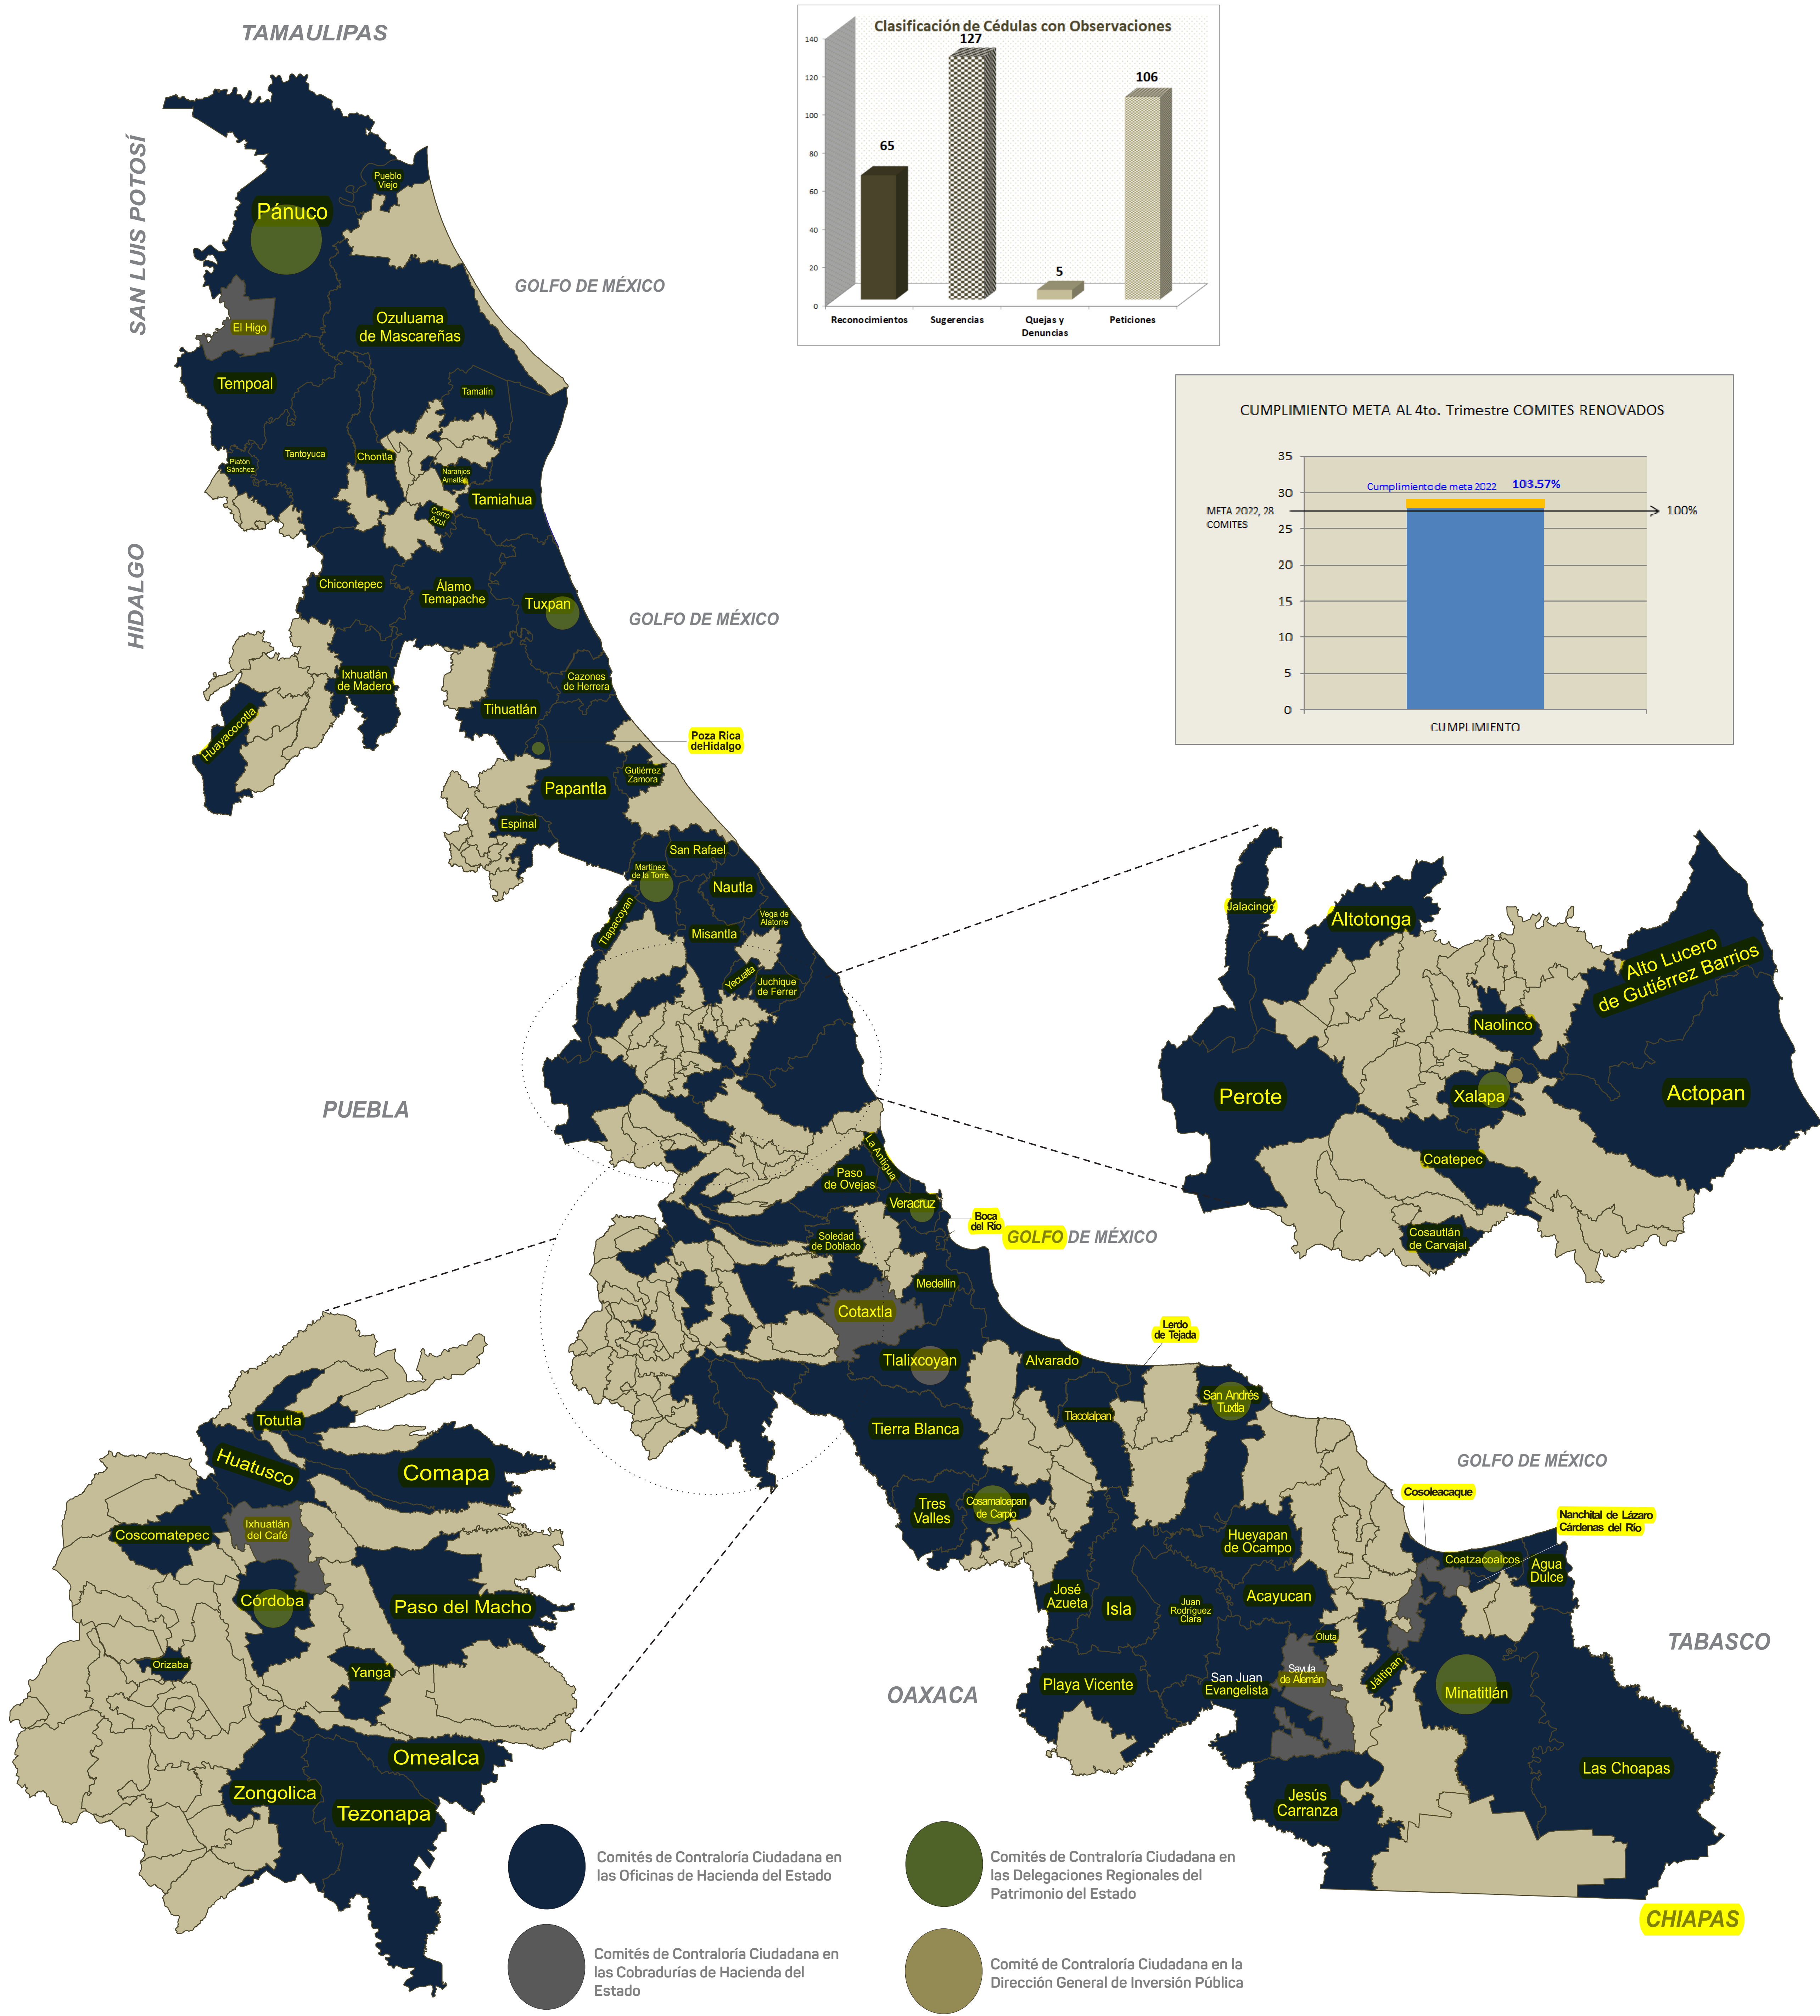 TAMAULIPAS
SAN LUIS POTOSÍ
HIDALGO
PUEBLA
GOLFO DE MÉXICO
GOLFO DE MÉXICO
GOLFO DE MÉXICO
GOLFO DE MÉXICO
OAXACA
TABASCO
CHIAPAS
Clasificación de Cédulas con Observaciones
140
120
100
80
60
40
20
0
65
127
5
106
Reconocimientos
Sugerencias
Quejas y
Denuncias
Peticiones
CUMPLIMIENTO META AL 4to. Trimestre COMITES RENOVADOS
35
30
25
20
15
10
5
0
Cumplimiento de meta 2022 103.57%
META 2022, 28
COMITES
100%
CUMPLIMIENTO
Pueblo
Viejo
Pánuco
El Higo
Ozuluama
de Mascareñas
Tempoal
Tamalín
Platón
Sánchez
Tantoyuca
Chontla
Naranjos
Amatlán
Tamiahua
Cerro
Azul
Chicontepec
Álamo
Temapache
Tuxpan
Ixhuatlán
de Madero
Cazones
de Herrera
Huayacocotla
Tihuatlán
Poza Rica
deHidalgo
Gutiérrez
Zamora
Papantla
Espinal
San Rafael
Martínez
de la Torre
Nautla
Tlapacoyan
Vega de
Alatorre
Misantla
Yecuatla
Juchique
de Ferrer
Jalacingo
Altotonga
Alto Lucero
de Gutiérrez Barrios
Naolinco
Perote
Xalapa
Actopan
Coatepec
Cosautlán
de Carvajal
La Antigua
Paso
de Ovejas
Veracruz
Boca
del Río
Soledad
de Doblado
Medellín
Cotaxtla
Tlalixcoyan
Alvarado
Lerdo
de Tejada
San Andrés
Tuxtla
Tlacotalpan
Tierra Blanca
Tres
Valles
Cosamaloapan
de Carpio
Cosoleacaque
Nanchital de Lázaro
Cárdenas del Río
Hueyapan
de Ocampo
Coatzacoalcos
Agua
Dulce
José
Azueta
Isla
Juan
Rodríguez
Clara
Acayucan
Oluta
Playa Vicente
San Juan
Evangelista
Sayula
de Alemán
Jáltipan
Minatitlán
Las Choapas
Jesús
Carranza
Totutla
Huatusco
Comapa
Coscomatepec
Ixhuatlán
del Café
Córdoba
Paso del Macho
Orizaba
Yanga
Omealca
Zongolica
Tezonapa
Comités de Contraloría Ciudadana en
las Oficinas de Hacienda del Estado
Comités de Contraloría Ciudadana en
las Delegaciones Regionales del
Patrimonio del Estado
Comités de Contraloría Ciudadana en
las Cobradurías de Hacienda del
Estado
Comité de Contraloría Ciudadana en la
Dirección General de Inversión Pública